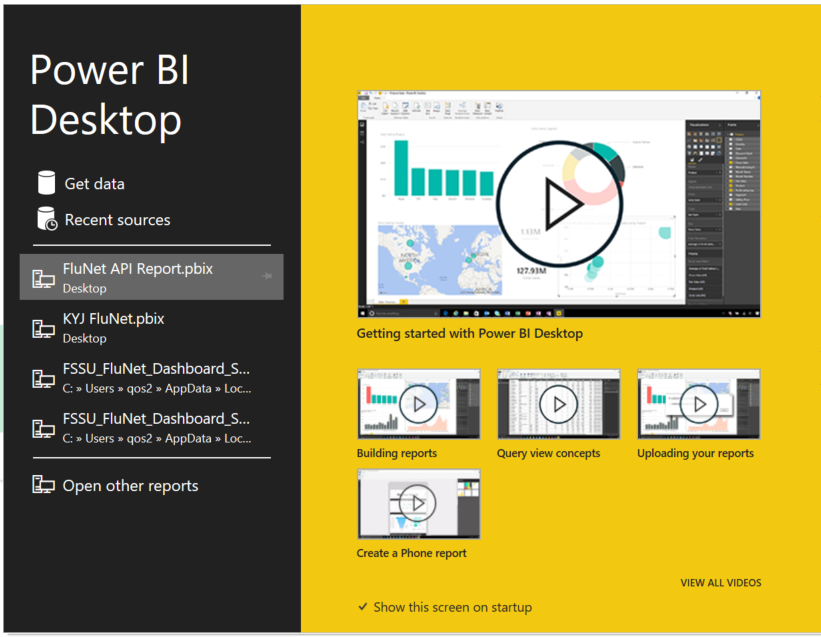 Power BI
Desktop
Get data
Recent sources
FluNet API Report.pbix
Desktop
KYJ FluNet.pbix
Desktop
FSSU_FluNet_Dashboard_S...
C: » Users » qos2 » AppData » Loc...
FSSU_FluNet_Dashboard_S...
C: » Users » qos2 » AppData » Loc...
Open other reports
127.93M
Getting started with Power BI Desktop
Building reports
Query view concepts
Uploading your reports
Create a Phone report
VIEW ALL VIDEOS
Show this screen on startup